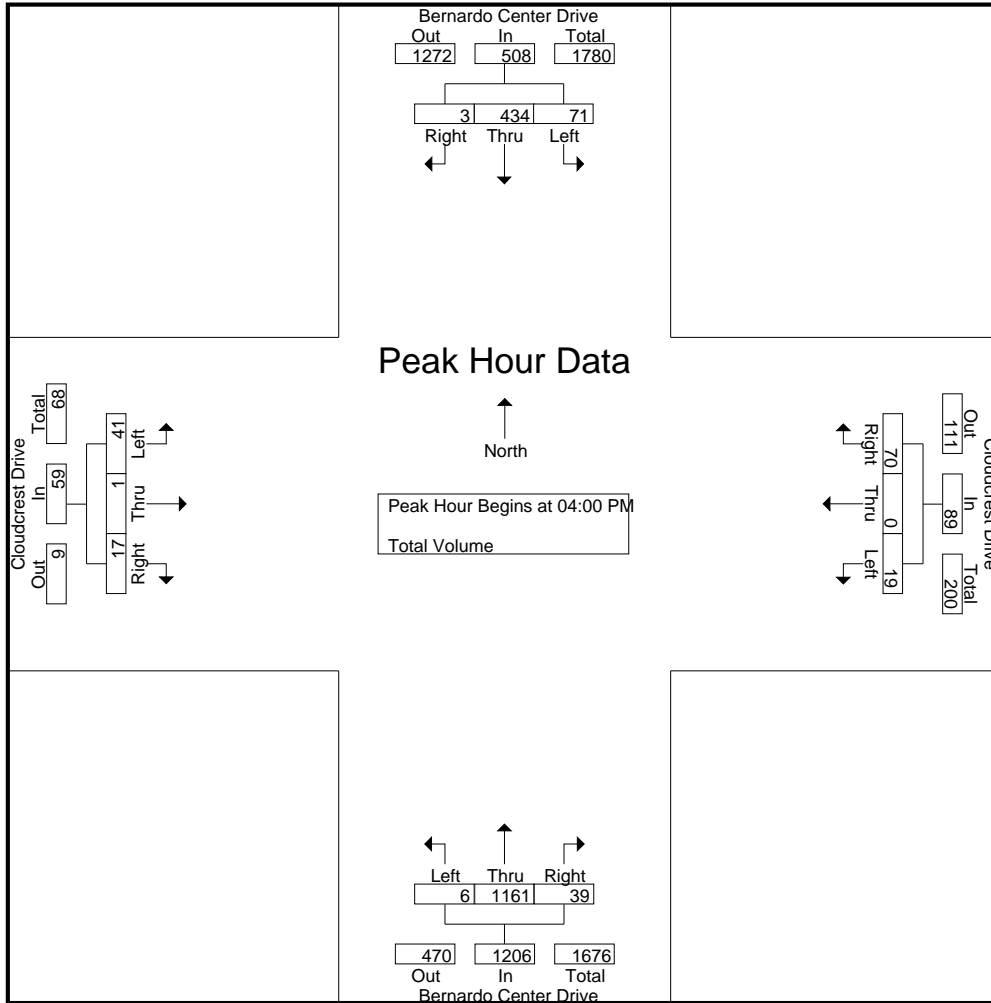 Bernardo Center Drive
Out In Total
1272 508 1780
3 434 71
Right Thru Left
Peak Hour Data
North
Peak Hour Begins at 04:00 PM
Total Volume
Cloudcrest Drive
Out In Total
9 59 68
17 1 41
Right Thru Left
Cloudcrest Drive
Out In Total
111 89 200
70 0 19
Right Thru Left
Left Thru Right
6 1161 39
470 1206 1676
Out In Total
Bernardo Center Drive